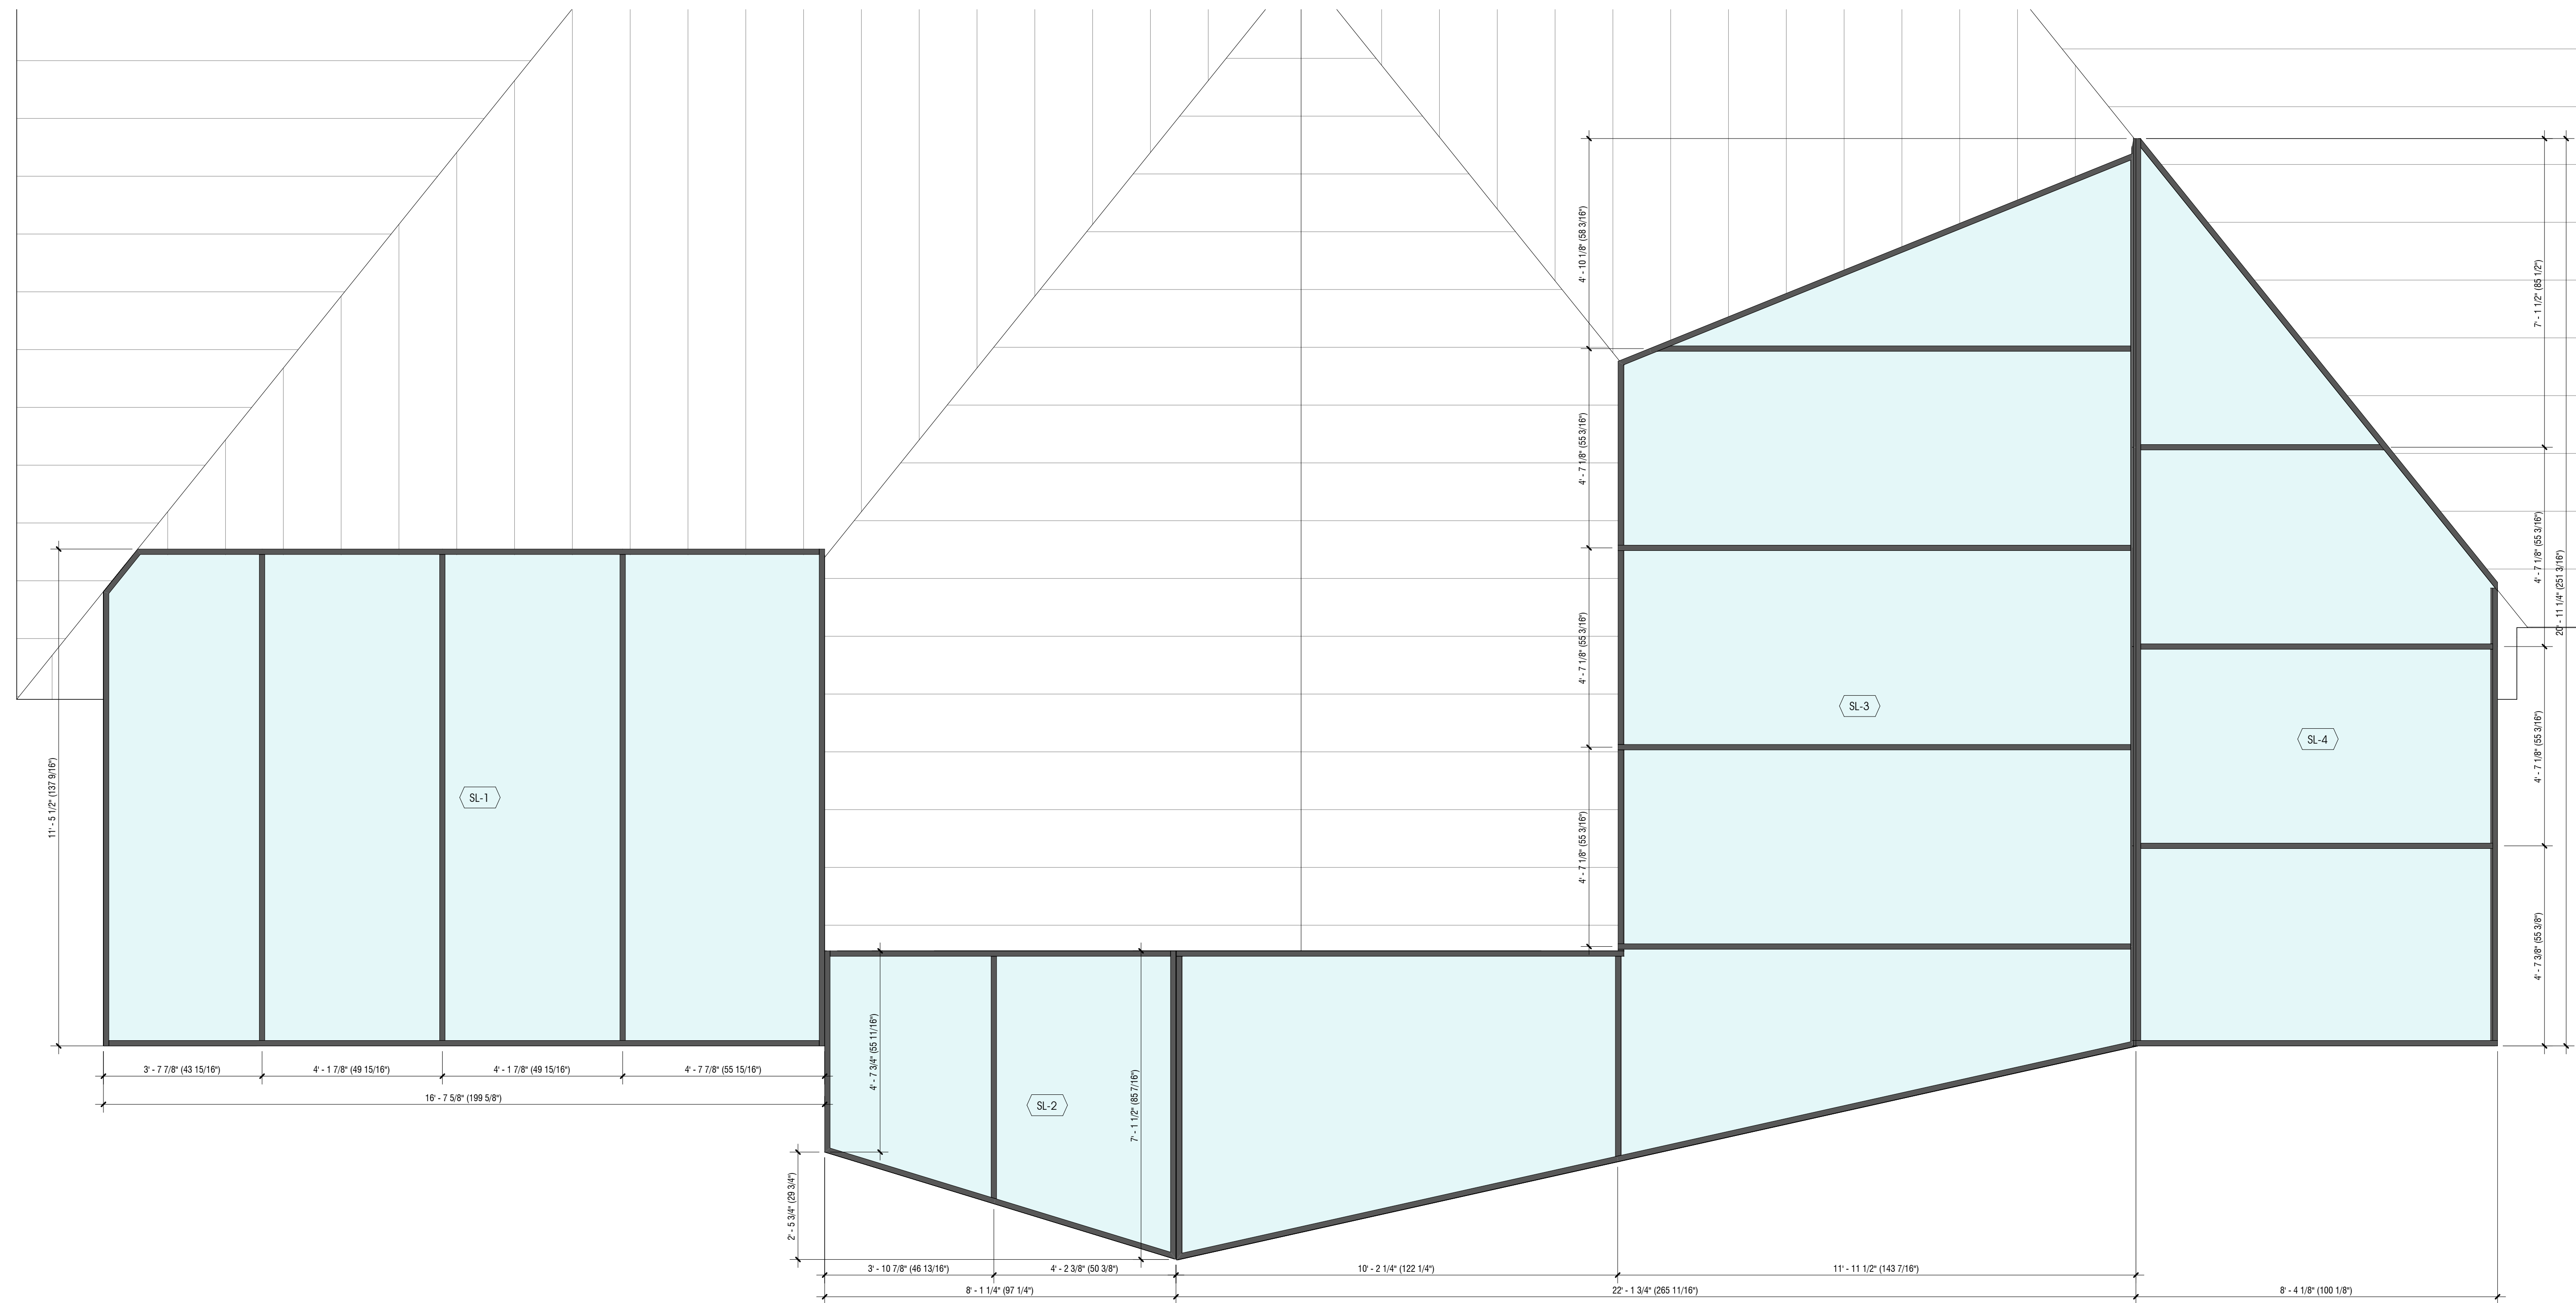 4' - 10 1/8" (58 3/16")
7' - 1 1/2" (85 1/2")
4' - 7 1/8" (55 3/16")
4' - 7 1/8" (55 3/16")
20' - 11 1/4" (251 3/16")
4' - 7 1/8" (55 3/16")
SL-3
SL-4
4' - 7 1/8" (55 3/16")
11' - 5 1/2" (137 9/16")
SL-1
4' - 7 1/8" (55 3/16")
4' - 7 3/8" (55 3/8")
3' - 7 7/8" (43 15/16")
4' - 1 7/8" (49 15/16")
4' - 1 7/8" (49 15/16")
4' - 7 7/8" (55 15/16")
16' - 7 5/8" (199 5/8")
4' - 7 3/4" (55 11/16")
SL-2
7' - 1 1/2" (85 7/16")
2' - 5 3/4" (29 3/4")
3' - 10 7/8" (46 13/16")
4' - 2 3/8" (50 3/8")
10' - 2 1/4" (122 1/4")
11' - 11 1/2" (143 7/16")
8' - 1 1/4" (97 1/4")
22' - 1 3/4" (265 11/16")
8' - 4 1/8" (100 1/8")